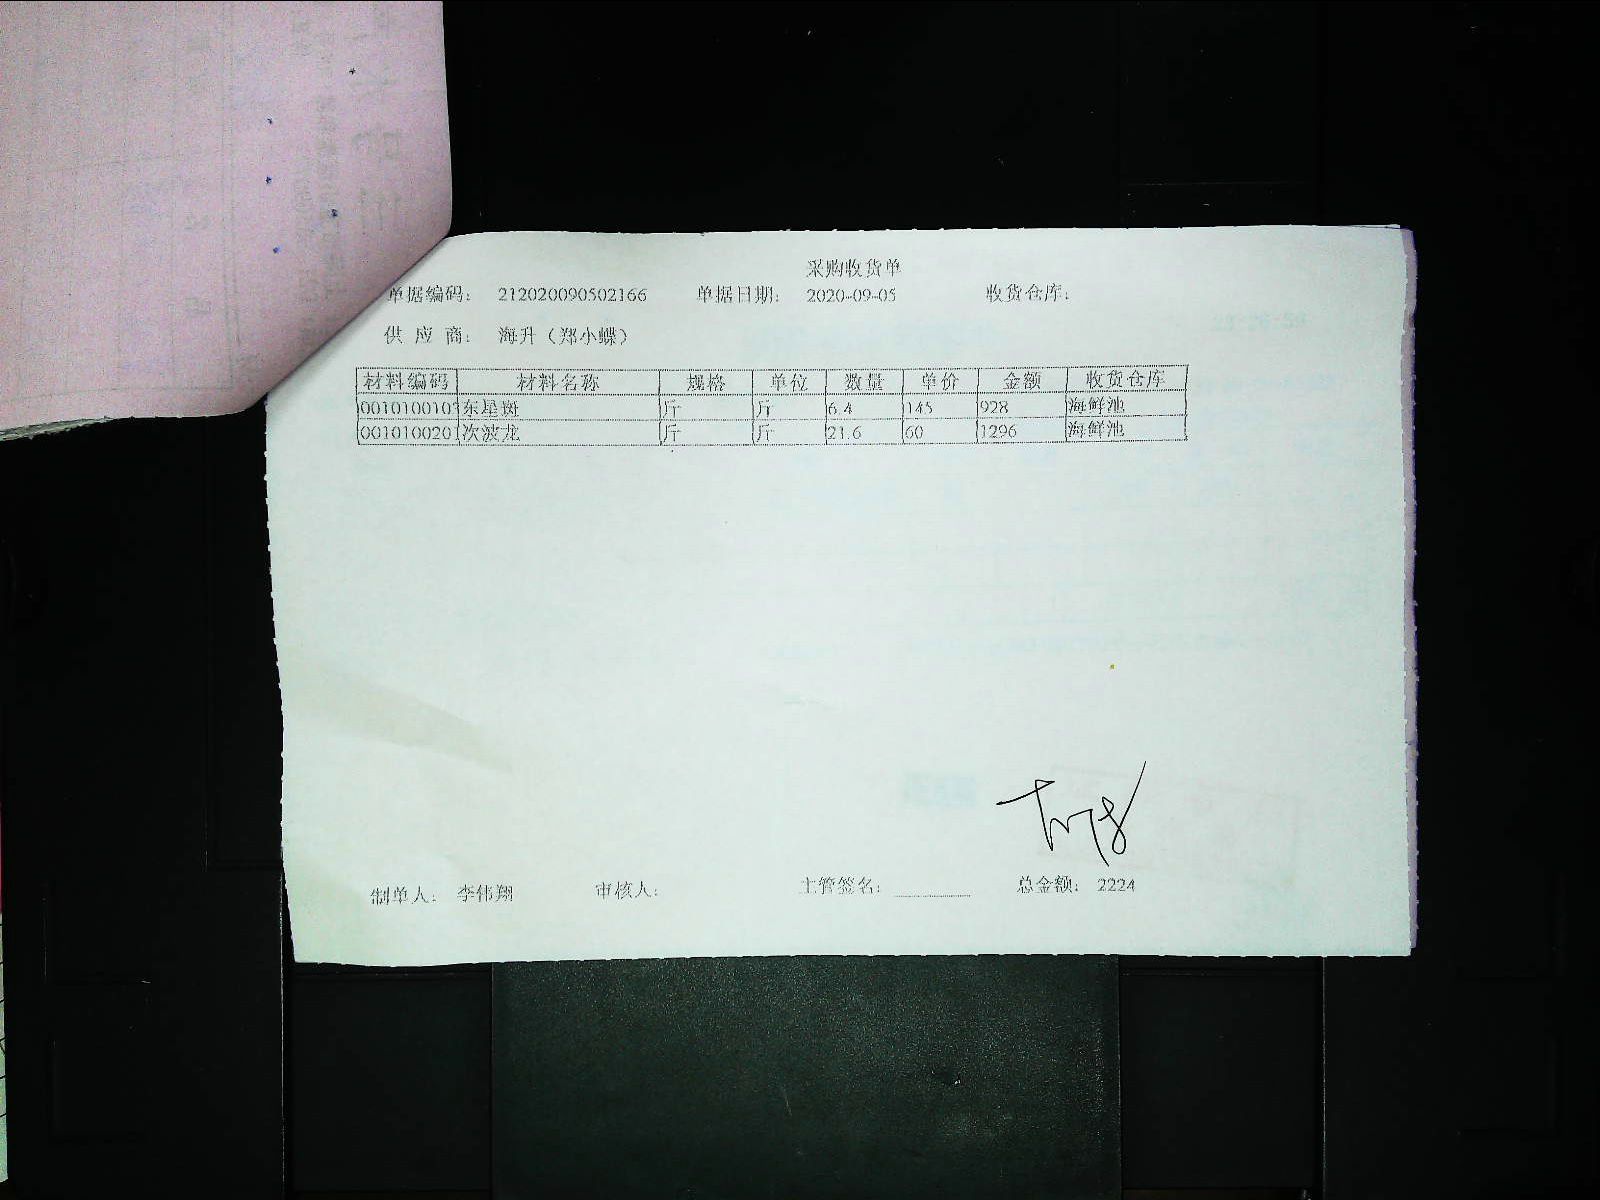 采购收货单
单据编码： 212020090502166 单据日期： 2020-09-05 收货仓库：
供 应 商： 海升（郑小蝶）
材料编码 材料名称 规格 单位 数量 单价 金额 收货仓库
001010010 东星斑 斤 斤 6.4 145 928 海鲜池
001010020 次波龙 斤 斤 21.6 60 1296 海鲜池
制单人： 李伟翔 审核人： 主管签名： 总金额： 2224